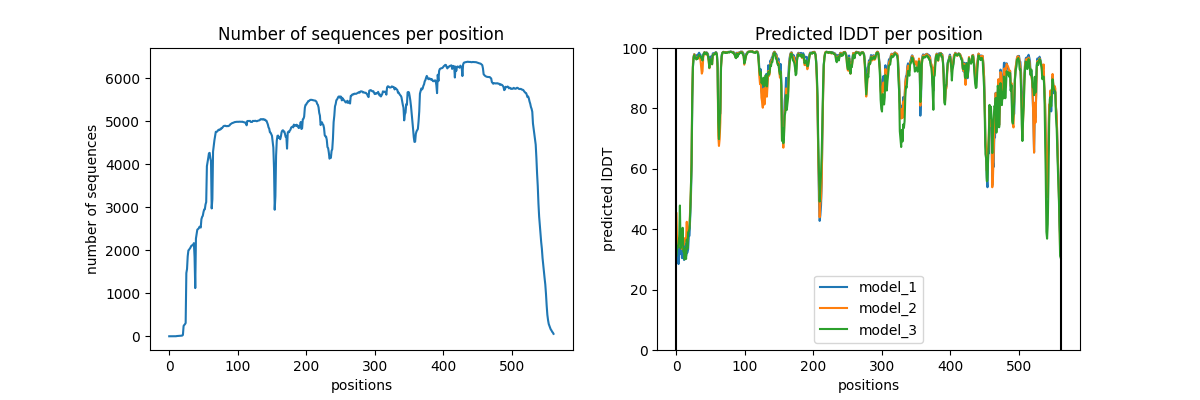 Number of sequences per position
number of sequences
6000
5000
4000
3000
2000
1000
0
0 100 200 300 400 500
positions
Predicted lDDT per position
predicted lDDT
100
80
60
40
20
0
model_1
model_2
model_3
0 100 200 300 400 500
positions